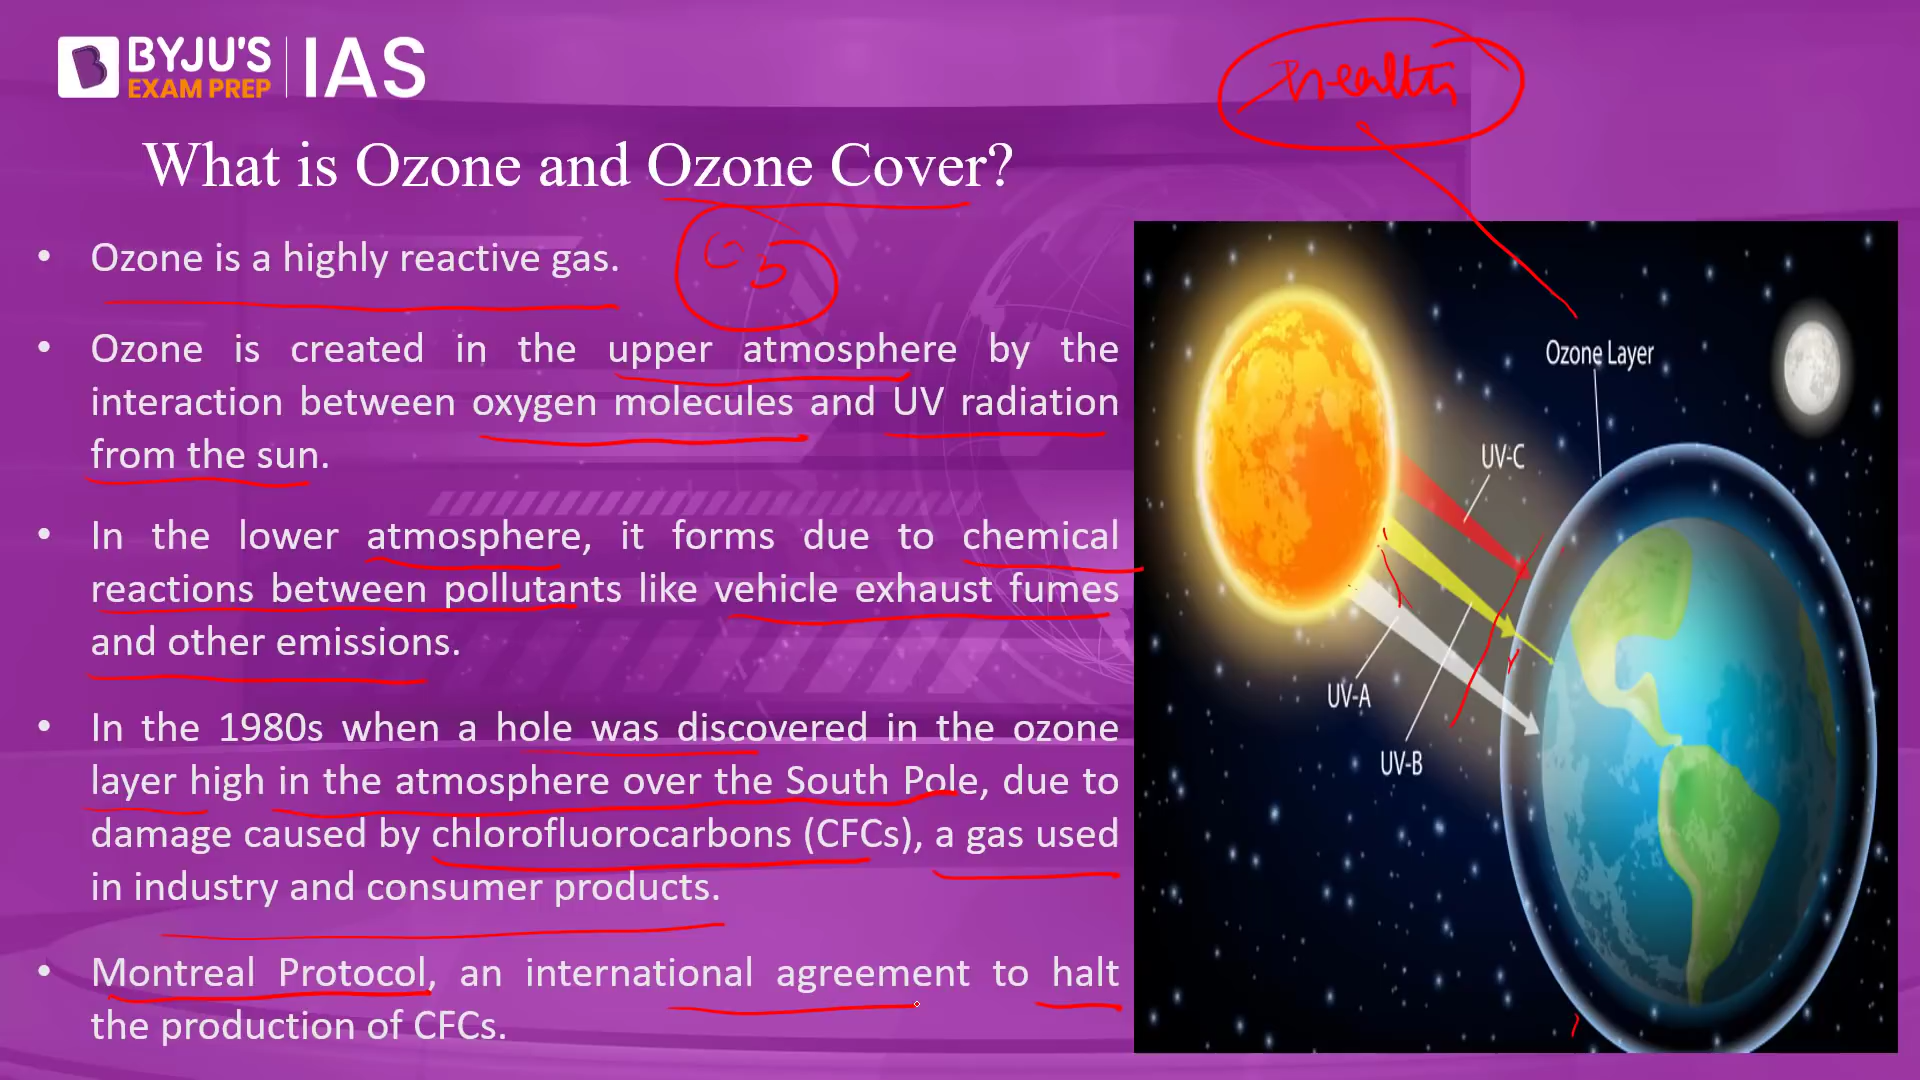 BYJU'S
EXAM PREP
IAS
health
What is Ozone and Ozone Cover?
• Ozone is a highly reactive gas.
O3
• Ozone is created in the upper atmosphere by the
interaction between oxygen molecules and UV radiation
from the sun.
• In the lower atmosphere, it forms due to chemical
reactions between pollutants like vehicle exhaust fumes
and other emissions.
• In the 1980s when a hole was discovered in the ozone
layer high in the atmosphere over the South Pole, due to
damage caused by chlorofluorocarbons (CFCs), a gas used
in industry and consumer products.
• Montreal Protocol, an international agreement to halt
the production of CFCs.
Ozone Layer
UV-C
UV-A
UV-B